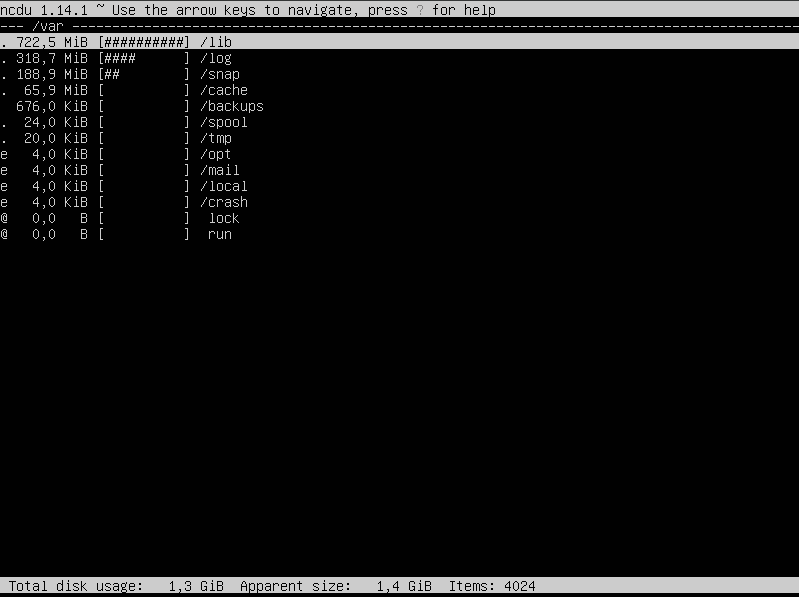 ncdu 1.14.1 ~ Use the arrow keys to navigate, press ? for help
--- /var -------------------------------------------------------------------------------------------
. 722,5 MiB [##########] /lib
. 318,7 MiB [####      ] /log
. 188,9 MiB [##        ] /snap
.  65,9 MiB [          ] /cache
  676,0 KiB [          ] /backups
.  24,0 KiB [          ] /spool
.  20,0 KiB [          ] /tmp
e   4,0 KiB [          ] /opt
e   4,0 KiB [          ] /mail
e   4,0 KiB [          ] /local
e   4,0 KiB [          ] /crash
@   0,0   B [          ]  lock
@   0,0   B [          ]  run
 Total disk usage:   1,3 GiB  Apparent size:   1,4 GiB  Items: 4024